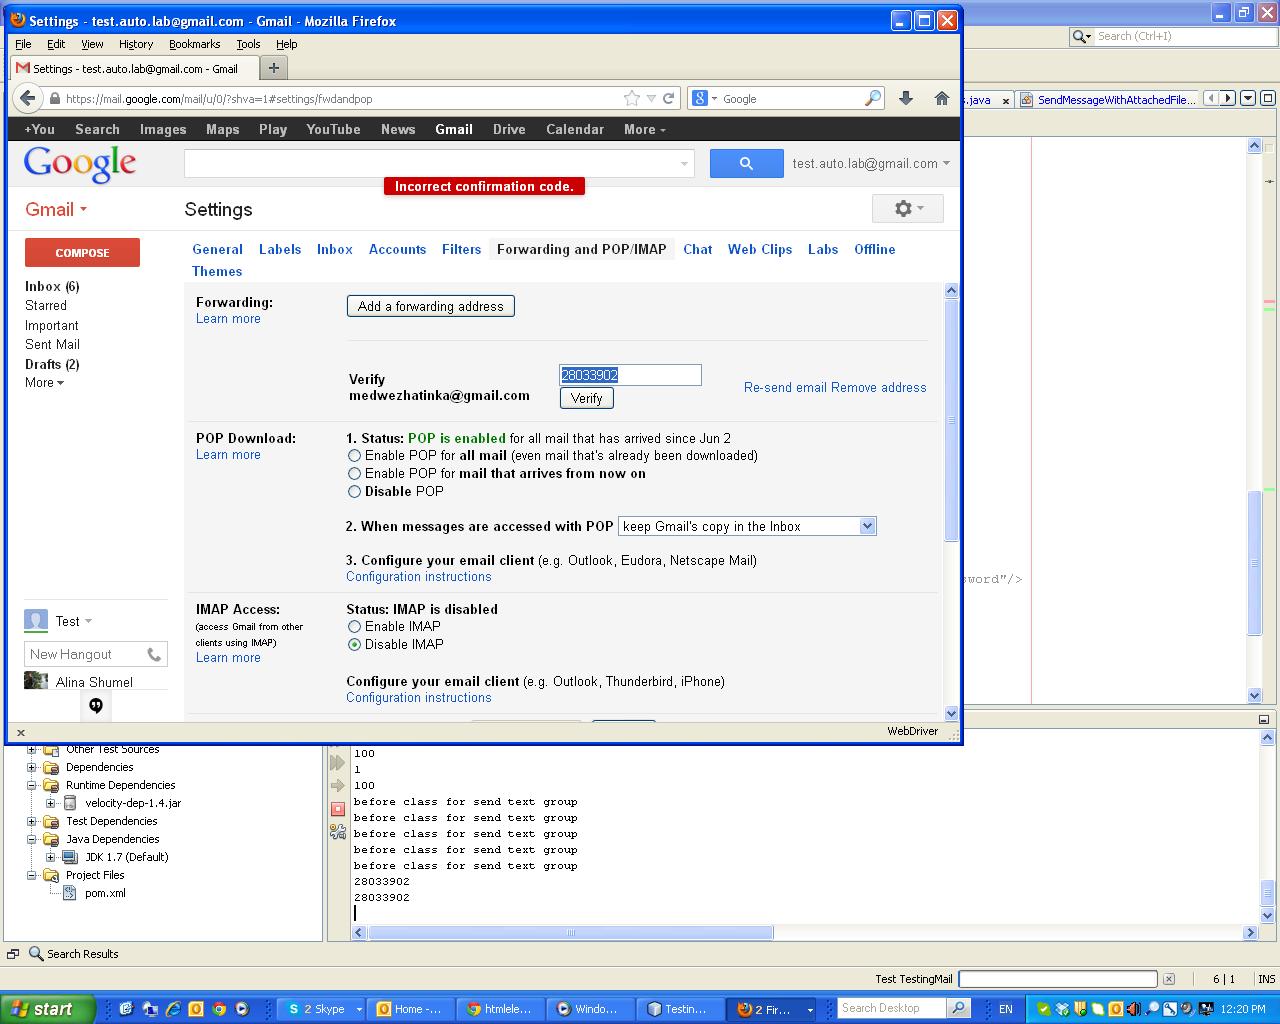 Settings - test.auto.lab@gmail.com - Gmail - Mozilla Firefox
File Edit View History Bookmarks Tools Help
Search (Ctrl+I)
Settings - test.auto.lab@gmail.com - Gmail
https://mail.google.com/mail/u/0/?shva=1#settings/fwdandpop
Google
s.java
SendMessageWithAttachedFile...
+You Search Images Maps Play YouTube News Gmail Drive Calendar More
Google
test.auto.lab@gmail.com
Incorrect confirmation code.
Gmail
Settings
COMPOSE
General Labels Inbox Accounts Filters Forwarding and POP/IMAP Chat Web Clips Labs Offline
Themes
Inbox (6)
Starred
Important
Sent Mail
Drafts (2)
More
Forwarding:
Learn more
Add a forwarding address
Verify
medwezhatinka@gmail.com
28033902
Verify
Re-send email Remove address
POP Download:
Learn more
1. Status: POP is enabled for all mail that has arrived since Jun 2
Enable POP for all mail (even mail that's already been downloaded)
Enable POP for mail that arrives from now on
Disable POP
2. When messages are accessed with POP keep Gmail's copy in the Inbox
3. Configure your email client (e.g. Outlook, Eudora, Netscape Mail)
Configuration instructions
IMAP Access:
(access Gmail from other
clients using IMAP)
Learn more
Status: IMAP is disabled
Enable IMAP
Disable IMAP
Configure your email client (e.g. Outlook, Thunderbird, iPhone)
Configuration instructions
Test
New Hangout
Alina Shumel
word"/>
WebDriver
Other Test Sources
Dependencies
Runtime Dependencies
velocity-dep-1.4.jar
Test Dependencies
Java Dependencies
JDK 1.7 (Default)
Project Files
pom.xml
100
1
100
before class for send text group
before class for send text group
before class for send text group
before class for send text group
before class for send text group
28033902
28033902
Search Results
Test TestingMail
6 | 1
INS
start
2 Skype
Home -...
htmlele...
Windo...
Testin...
2 Fir...
Search Desktop
EN
12:20 PM